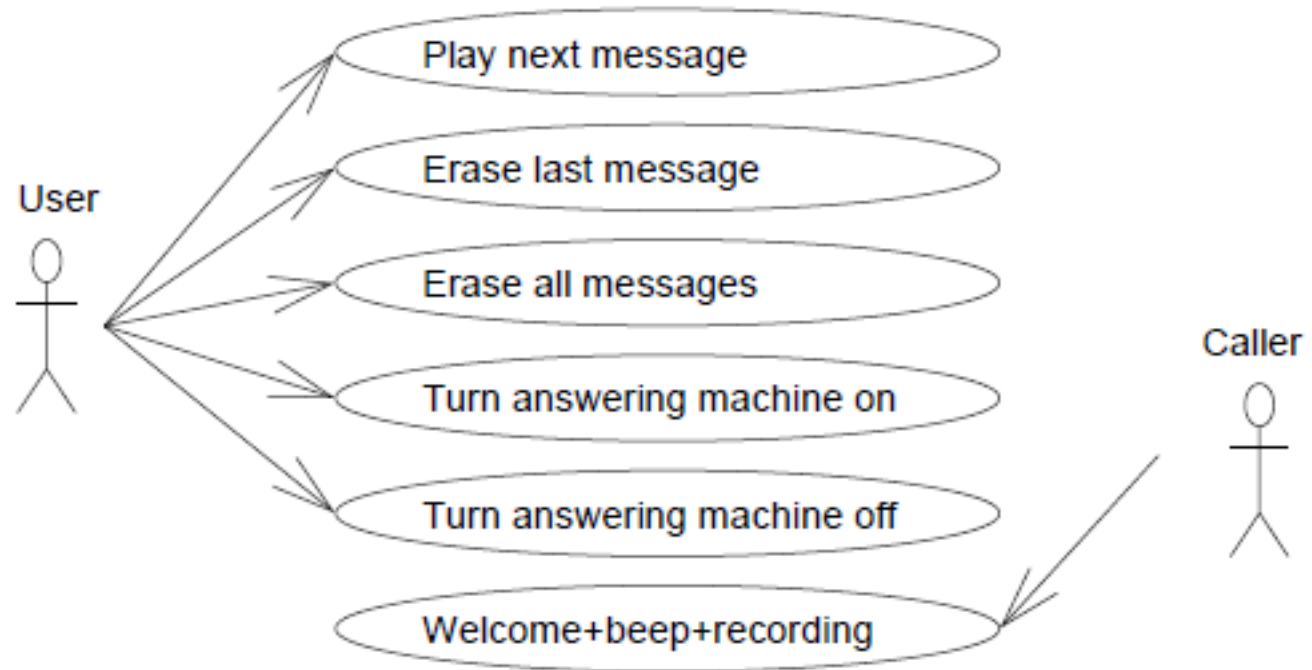 Play next message
Erase last message
User
Erase all messages
Caller
Turn answering machine on
Turn answering machine off
Welcome+beep+recording